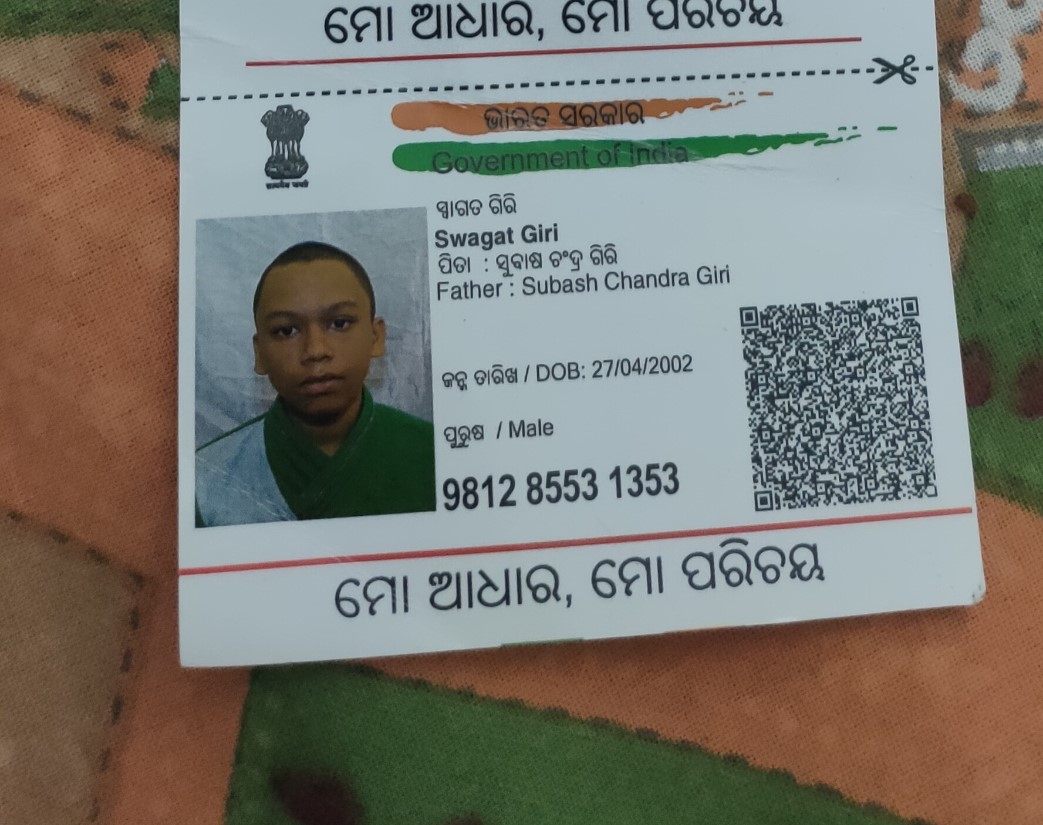 ମୋ ଆଧାର, ମୋ ପରିଚୟ
ଭାରତ ସରକାର
Government of India
ସ୍ୱାଗତ ଗିରି
Swagat Giri
ପିତା : ସୁବାଷ ଚଂଦ୍ର ଗିରି
Father : Subash Chandra Giri
ଜନ୍ମ ତାରିଖ / DOB: 27/04/2002
ପୁରୁଷ / Male
9812 8553 1353
ମୋ ଆଧାର, ମୋ ପରିଚୟ